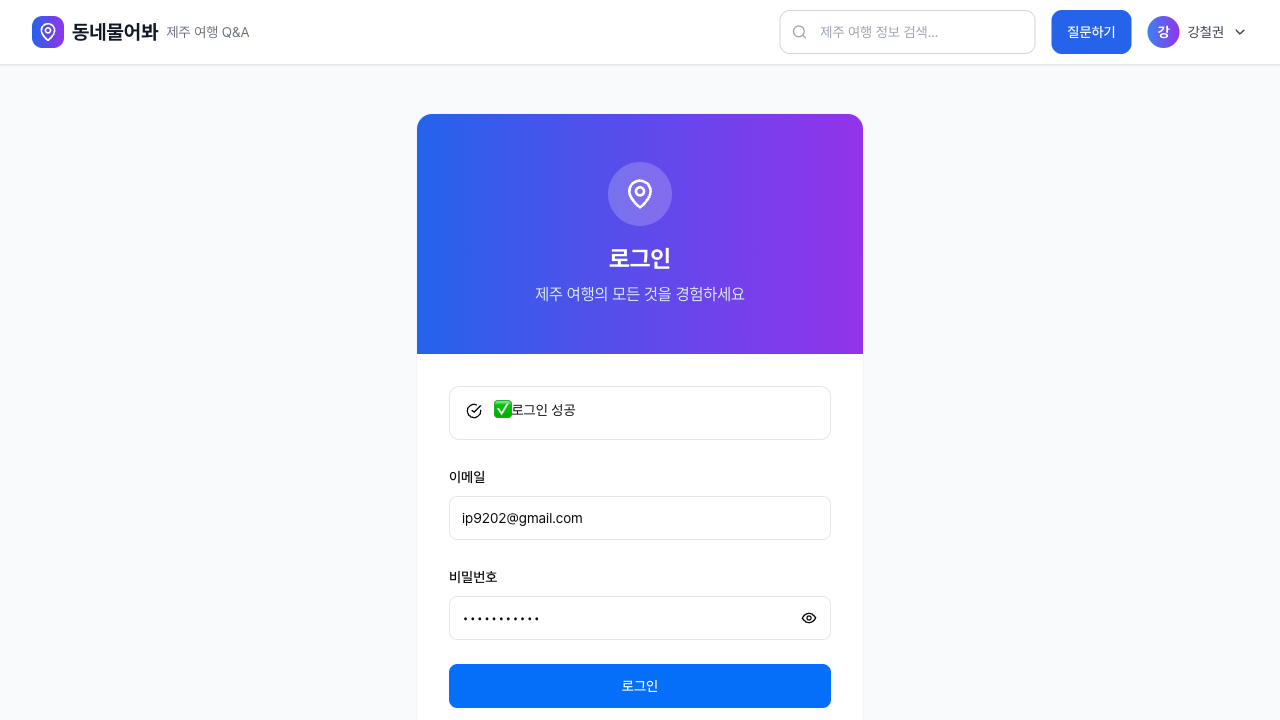 동네물어봐 제주 여행 Q&A
제주 여행 정보 검색...
질문하기
강 강철권
로그인
제주 여행의 모든 것을 경험하세요
✅로그인 성공
이메일
ip9202@gmail.com
비밀번호
•••••••••••
로그인